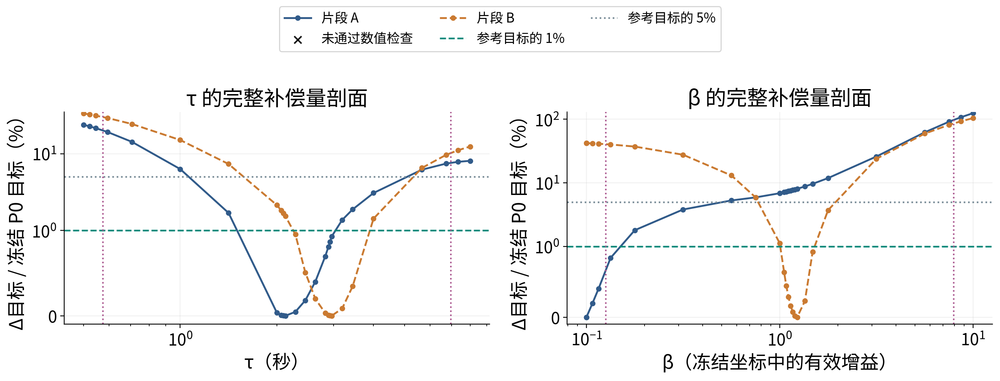 片段 A
片段 B
参考目标的 5%
未通过数值检查
参考目标的 1%
τ 的完整补偿量剖面
Δ目标 / 冻结 P0 目标（%）
10¹
10⁰
0
10⁰
τ（秒）
β 的完整补偿量剖面
Δ目标 / 冻结 P0 目标（%）
10²
10¹
10⁰
0
10⁻¹
10⁰
10¹
β（冻结坐标中的有效增益）